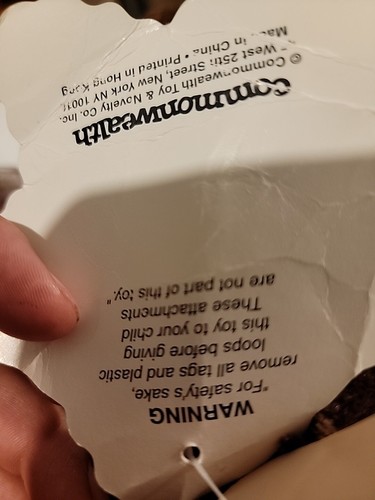 WARNING
"For safety's sake,
remove all tags and plastic
loops before giving
this toy to your child
These attachments
are not part of this toy."
Commonwealth
© Commonwealth Toy & Novelty Co. Inc.
West 25th Street, New York NY 10010
in China • Printed in Hong Kong